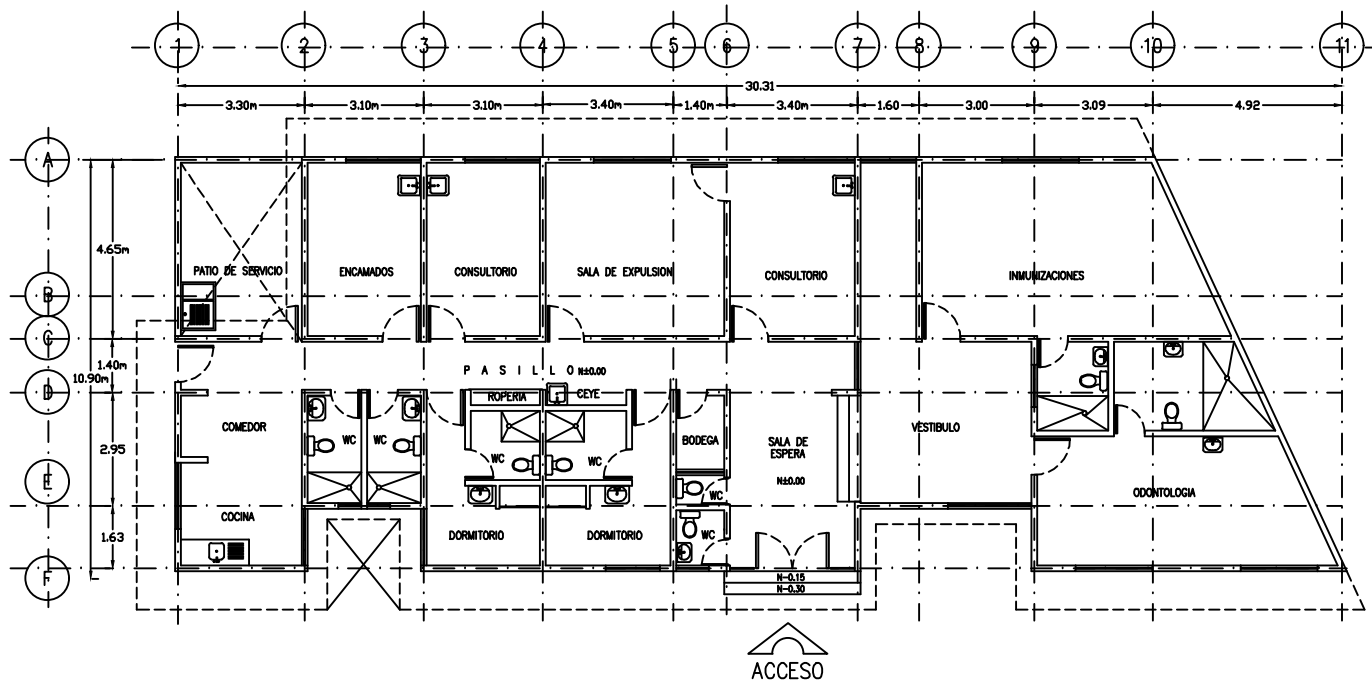 1 2 3 4 5 6 7 8 9 10 11
30.31
3.30m 3.10m 3.10m 3.40m 1.40m 3.40m 1.60 3.00 3.09 4.92
A
4.65m
PATIO DE SERVICIO ENCAMADOS CONSULTORIO SALA DE EXPULSION CONSULTORIO INMUNIZACIONES
B
C
1.40m
P A S I L L O N±0.00
10.90m
D
ROPERIA CEYE
COMEDOR
2.95
WC WC
BODEGA
SALA DE
ESPERA
VESTIBULO
WC WC
N±0.00
E
WC
ODONTOLOGIA
COCINA
1.63
DORMITORIO DORMITORIO
WC
F
N-0.15
N-0.30
ACCESO